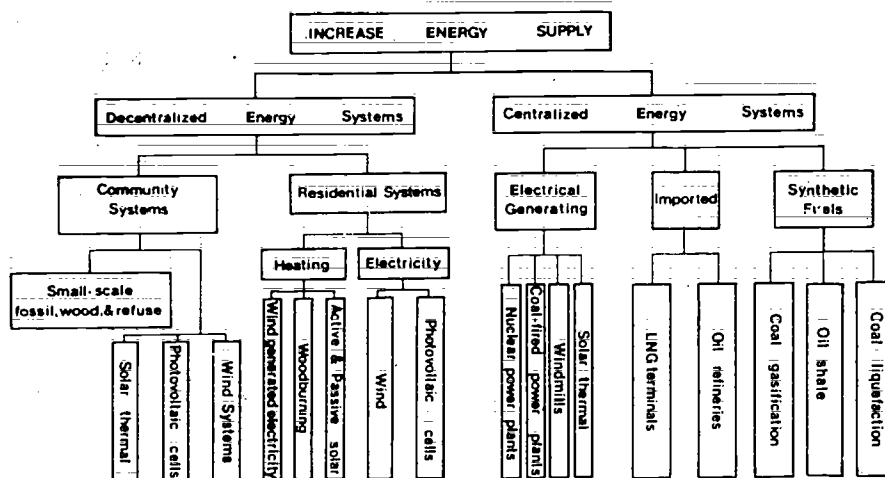 INCREASE ENERGY SUPPLY
Decentralized Energy Systems
Centralized Energy Systems
Community
Systems
Residential Systems
Electrical
Generating
Imported
Synthetic
Fuels
Heating
Electricity
Small-scale
fossil, wood, & refuse
Solar thermal
Photovoltaic cells
Wind Systems
Wind generated electricity
Woodburning
Active & Passive solar
Wind
Photovoltaic cells
Nuclear power plants
Coal-fired power plants
Windmills
Solar thermal
LNG terminals
Oil refineries
Coal gasificiation
Oil shale
Coal liquefaction